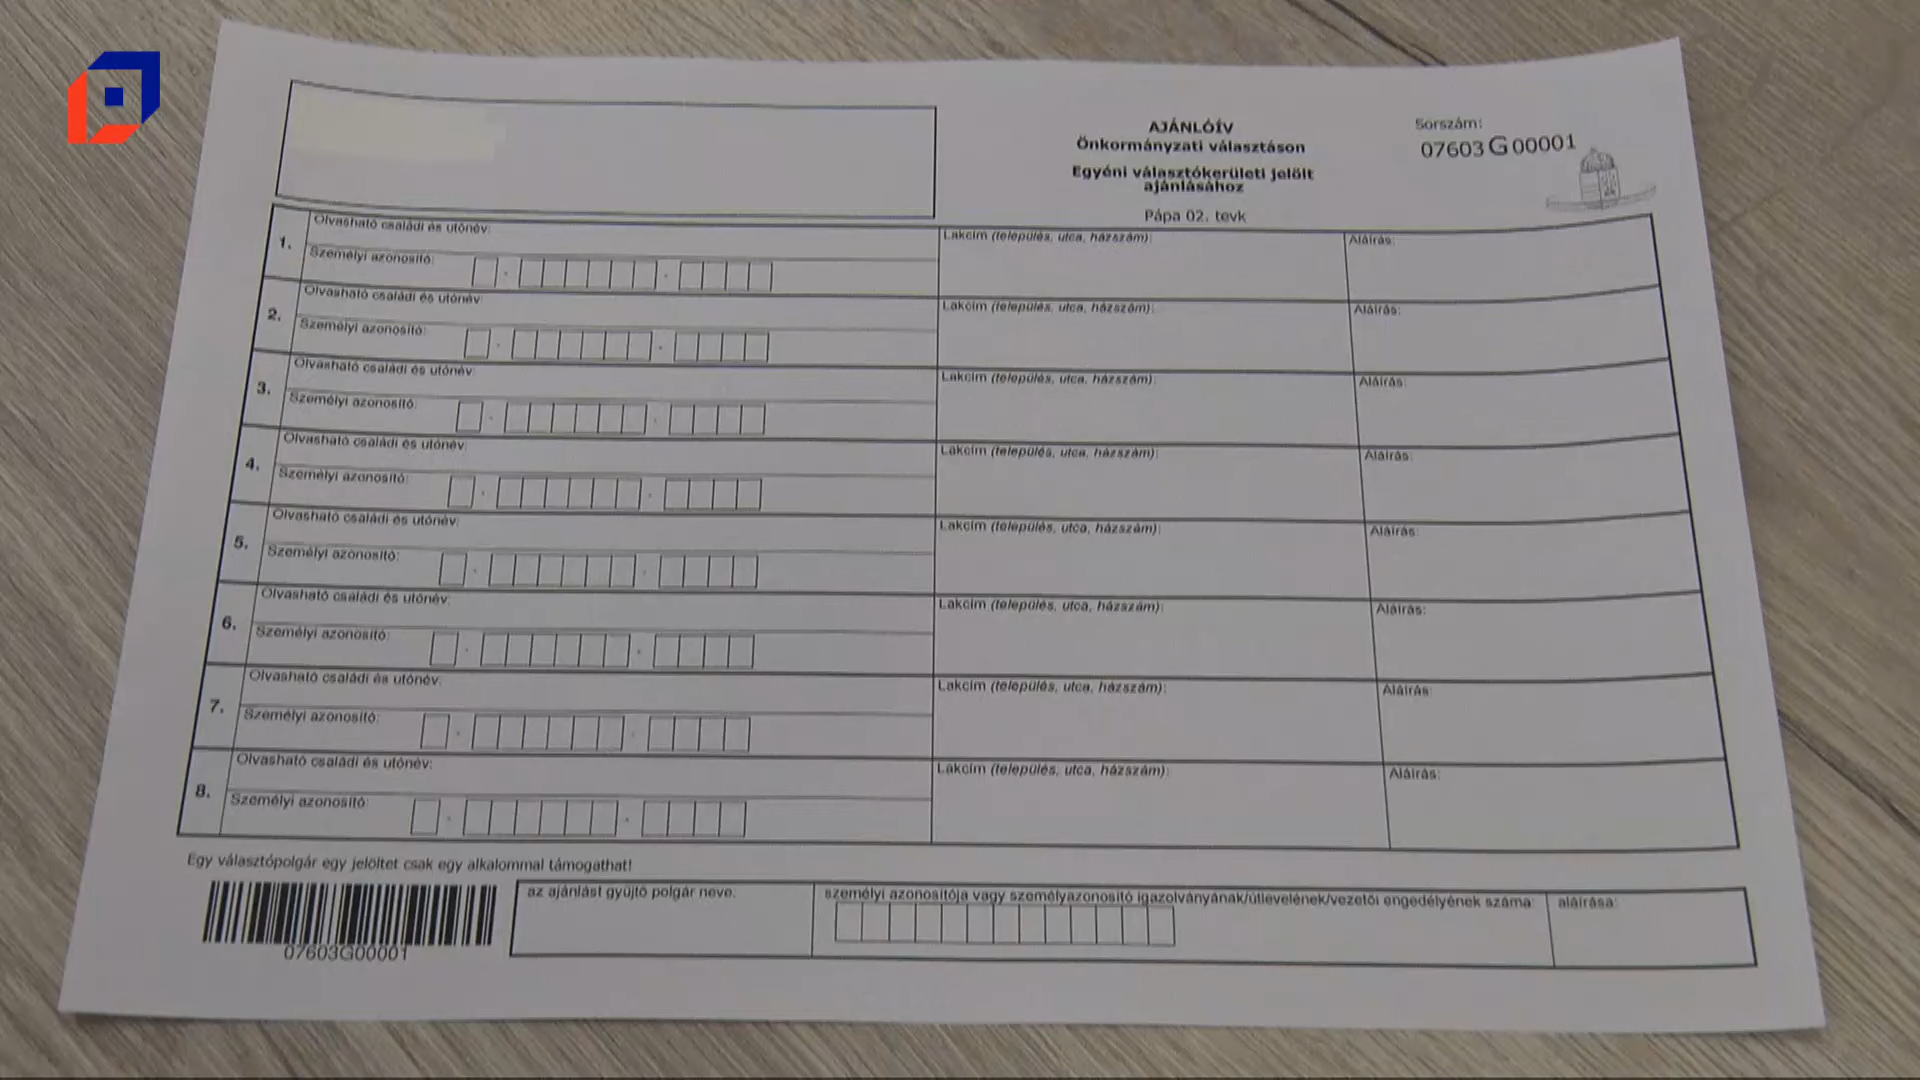 AJÁNLÓÍV
Önkormányzati választáson
Egyéni választókerületi jelölt
ajánlásához
Pápa 02. tevk
Sorszám:
07603 G 00001
1. Olvasható családi és utónév:
Személyi azonosító:
Lakcím (település, utca, házszám):
Aláírás:
2. Olvasható családi és utónév:
Személyi azonosító:
Lakcím (település, utca, házszám):
Aláírás:
3. Olvasható családi és utónév:
Személyi azonosító:
Lakcím (település, utca, házszám):
Aláírás:
4. Olvasható családi és utónév:
Személyi azonosító:
Lakcím (település, utca, házszám):
Aláírás:
5. Olvasható családi és utónév:
Személyi azonosító:
Lakcím (település, utca, házszám):
Aláírás:
6. Olvasható családi és utónév:
Személyi azonosító:
Lakcím (település, utca, házszám):
Aláírás:
7. Olvasható családi és utónév:
Személyi azonosító:
Lakcím (település, utca, házszám):
Aláírás:
8. Olvasható családi és utónév:
Személyi azonosító:
Lakcím (település, utca, házszám):
Aláírás:
Egy választópolgár egy jelöltet csak egy alkalommal támogathat!
07603G00001
az ajánlást gyűjtő polgár neve:
személyi azonosítója vagy személyazonosító igazolványának/útlevelének/vezetői engedélyének száma:
aláírása: